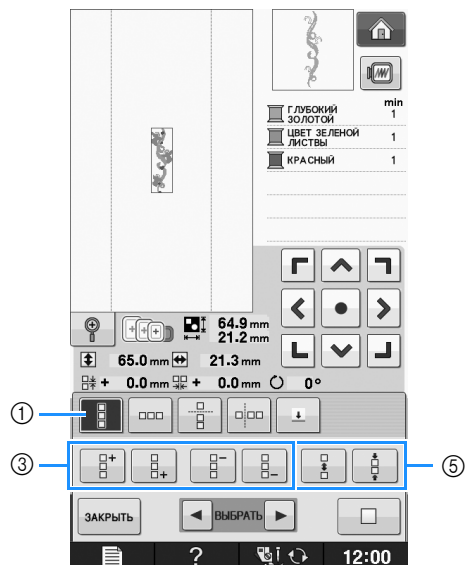 min
ГЛУБОКИЙ
ЗОЛОТОЙ
1
ЦВЕТ ЗЕЛЕНОЙ
ЛИСТВЫ
1
КРАСНЫЙ
1
64.9 mm
21.2 mm
65.0 mm
21.3 mm
+ 0.0 mm
+ 0.0 mm
0°
①
③
⑤
ЗАКРЫТЬ
ВЫБРАТЬ
?
12:00